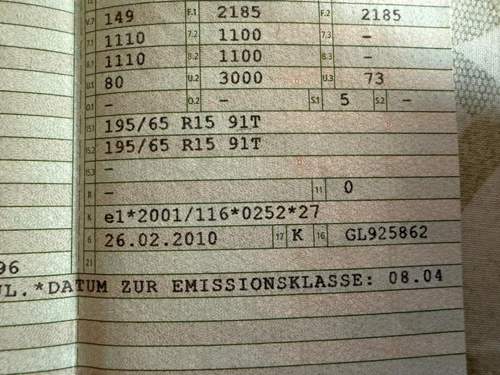 V.7 149 F.1 2185 F.2 2185
7.1 1110 7.2 1100 7.3 –
8.1 1110 8.2 1100 8.3 –
U.1 80 U.2 3000 U.3 73
O.1 – O.2 – S.1 5 S.2 –
15.1 195/65 R15 91T
15.2 195/65 R15 91T
15.3 –
R – 11 0
K e1*2001/116*0252*27
6 26.02.2010 17 K 16 GL925862
96 21
UL.*DATUM ZUR EMISSIONSKLASSE: 08.04